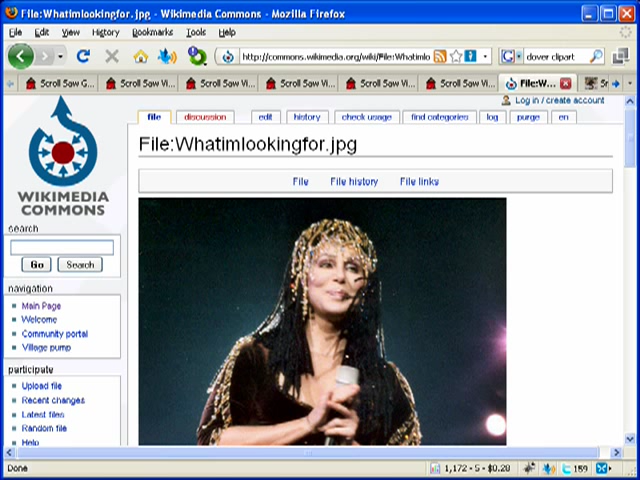 File:Whatimlookingfor.jpg - Wikimedia Commons - Mozilla Firefox
File Edit View History Bookmarks Tools Help
http://commons.wikimedia.org/wiki/File:Whatimlo dover clipart
Scroll Saw G... Scroll Saw Vi... Scroll Saw Vi... Scroll Saw Vi... Scroll Saw Vi... Scroll Saw Vi... File:W... Sr
Log in / create account
file discussion edit history check usage find categories log purge en
File:Whatimlookingfor.jpg
File File history File links
WIKIMEDIA
COMMONS
search
Go Search
navigation
Main Page
Welcome
Community portal
Village pump
participate
Upload file
Recent changes
Latest files
Random file
Help
Done 1,172 - 5 - $0.28 159